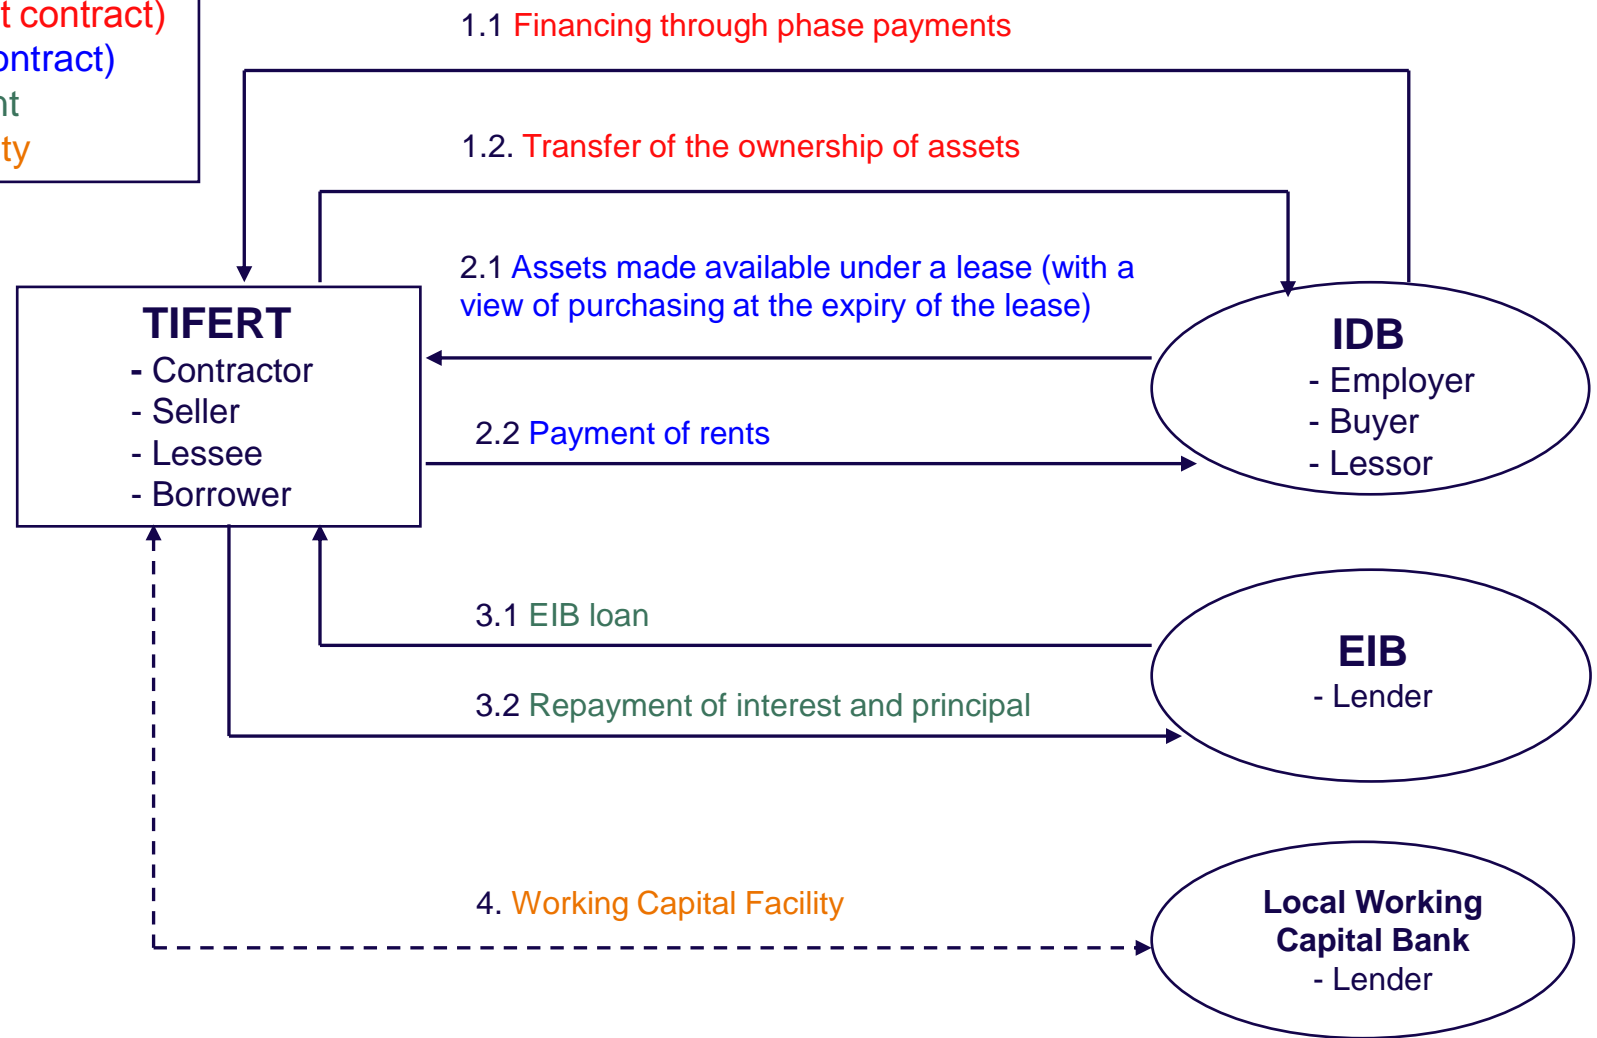 t contract)
ontract)
nt
ty
1.1 Financing through phase payments
1.2. Transfer of the ownership of assets
2.1 Assets made available under a lease (with a
view of purchasing at the expiry of the lease)
TIFERT
- Contractor
- Seller
- Lessee
- Borrower
IDB
- Employer
- Buyer
- Lessor
2.2 Payment of rents
3.1 EIB loan
EIB
- Lender
3.2 Repayment of interest and principal
4. Working Capital Facility
Local Working
Capital Bank
- Lender